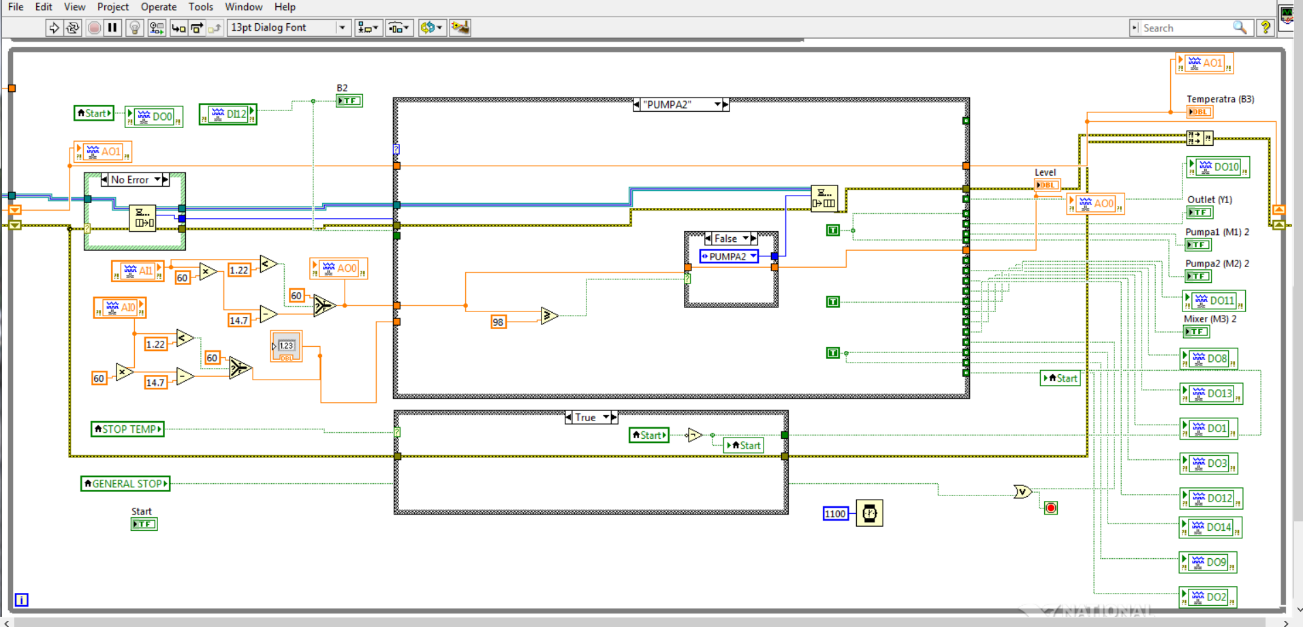 File Edit View Project Operate Tools Window Help
13pt Dialog Font
Search
AO1
B2
TF
"PUMPA2"
Temperatra (B3)
DBL
Start
DO0
DI12
AO1
No Error
DO10
Level
DBL
AO0
Outlet (Y1)
TF
T
Pumpa1 (M1) 2
TF
False
PUMPA2
Pumpa2 (M2) 2
TF
AI1
60
1.22
AO0
60
14.7
AI0
T
98
DO11
Mixer (M3) 2
TF
1.22
1.23
60
60
14.7
T
DO8
Start
DO13
True
STOP TEMP
Start
Start
DO1
DO3
GENERAL STOP
DO12
Start
TF
1100
DO14
DO9
DO2
i
NATIONAL